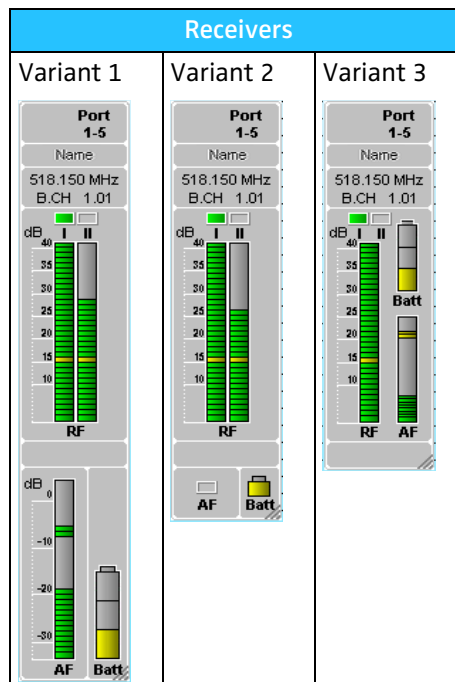 Receivers
Variant 1 Variant 2 Variant 3
Port
1-5
Name
518.150 MHz
B.CH 1.01
dB I II
40
35
30
25
20
15
10
RF
dB
0
-10
-20
-30
AF Batt
Port
1-5
Name
518.150 MHz
B.CH 1.01
dB I II
40
35
30
25
20
15
10
RF
AF Batt
Port
1-5
Name
518.150 MHz
B.CH 1.01
dB I II
40
35
30
Batt
25
20
15
10
RF AF